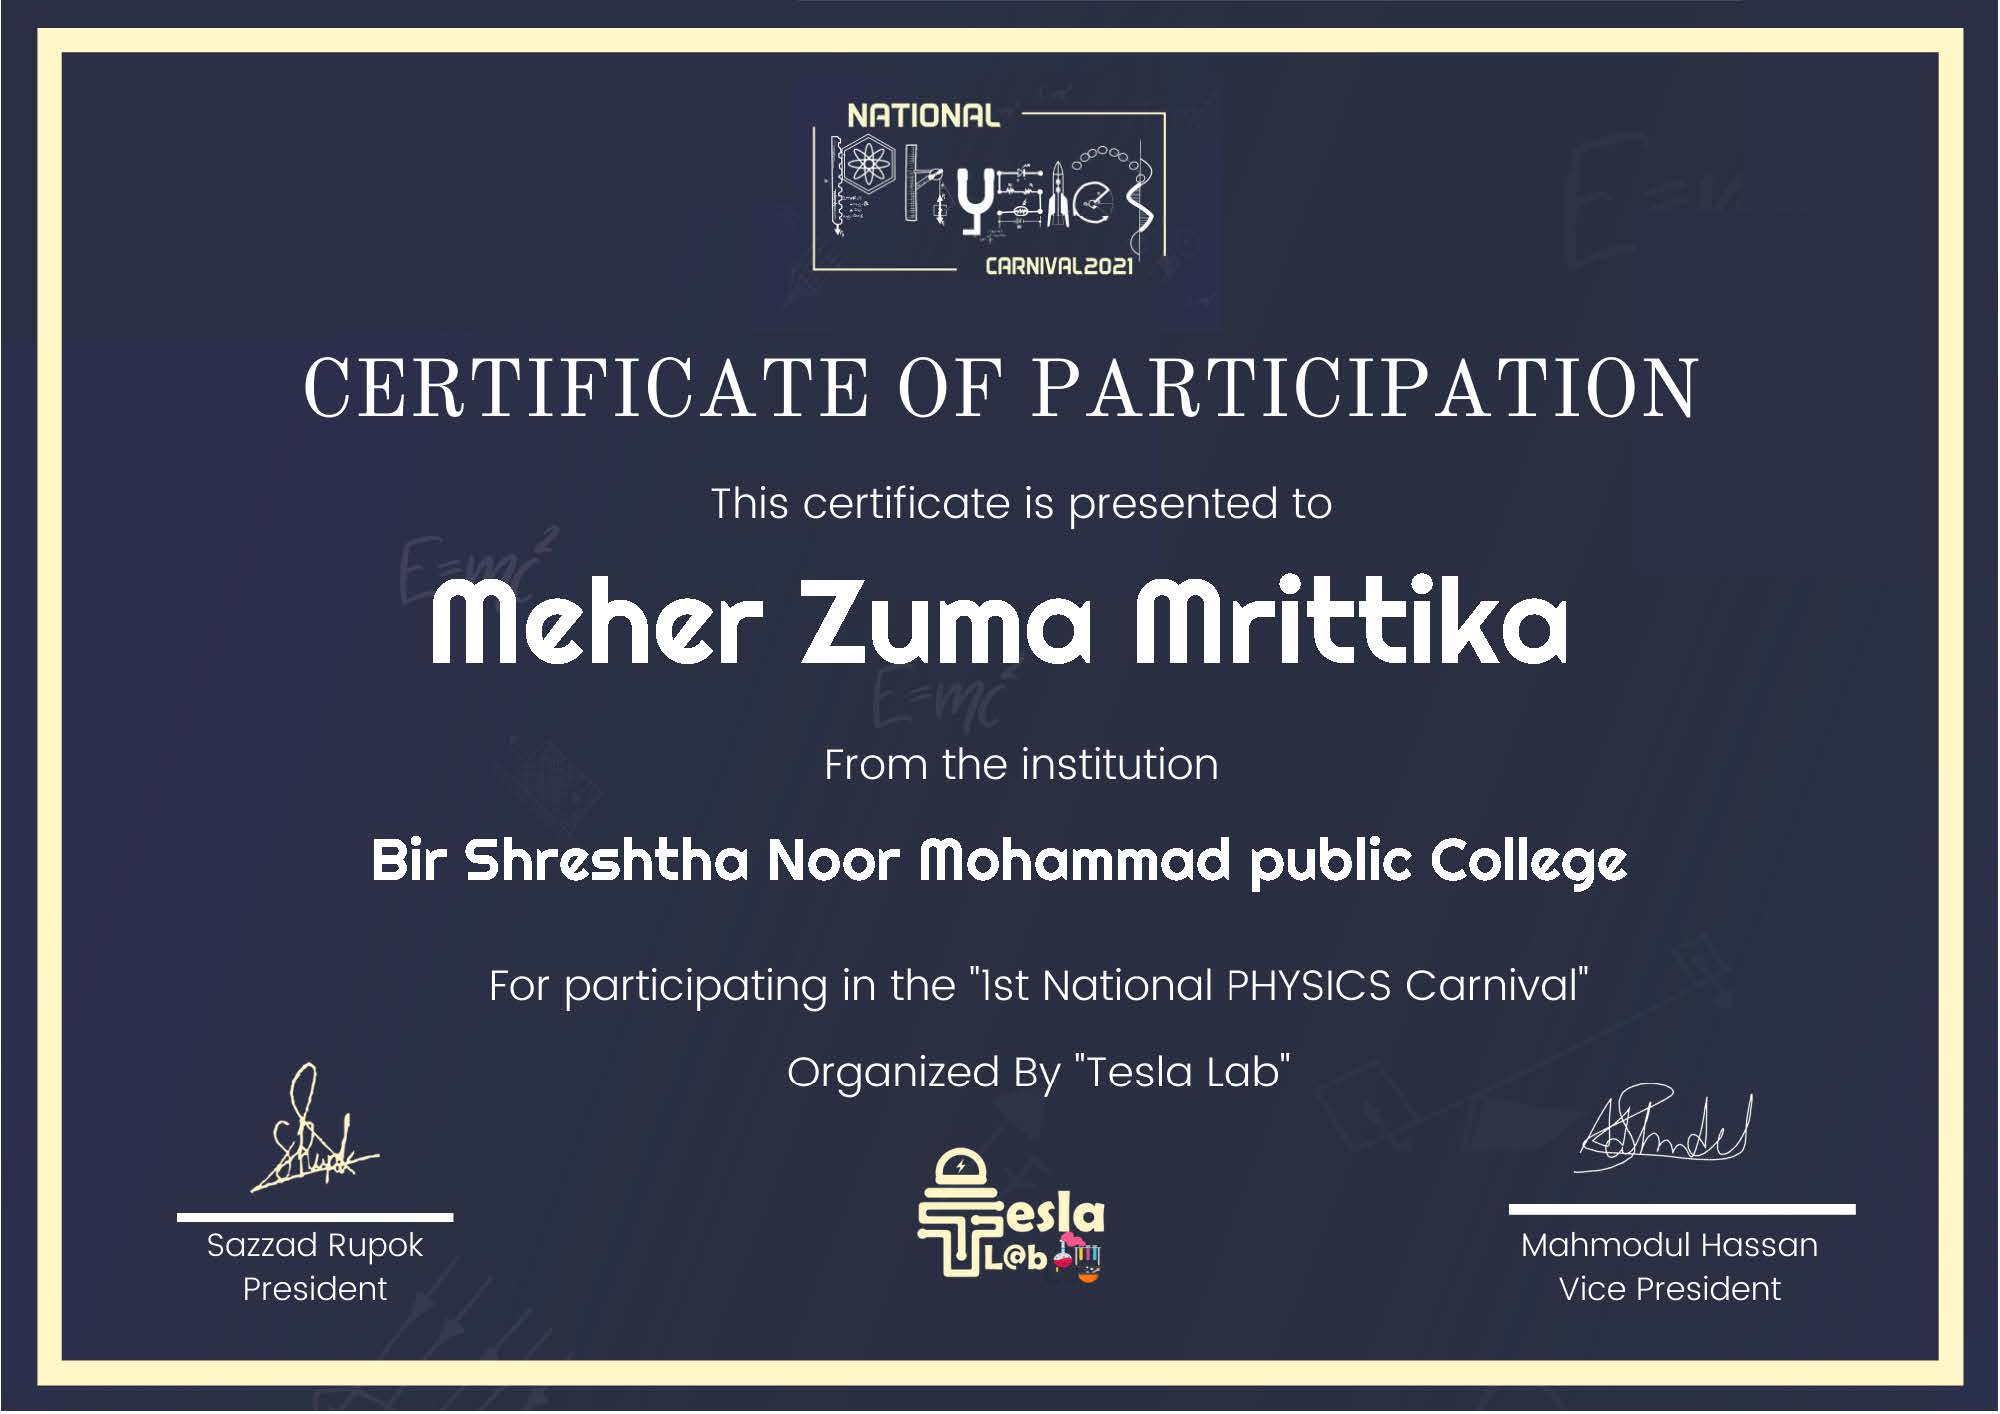 NATIONAL
Physics
CARNIVAL2021
CERTIFICATE OF PARTICIPATION
This certificate is presented to
E=mc²
Meher Zuma Mrittika
E=mc²
From the institution
Bir Shreshtha Noor Mohammad public College
For participating in the "1st National PHYSICS Carnival"
Organized By "Tesla Lab"
Tesla
L@b
Sazzad Rupok
President
Mahmodul Hassan
Vice President